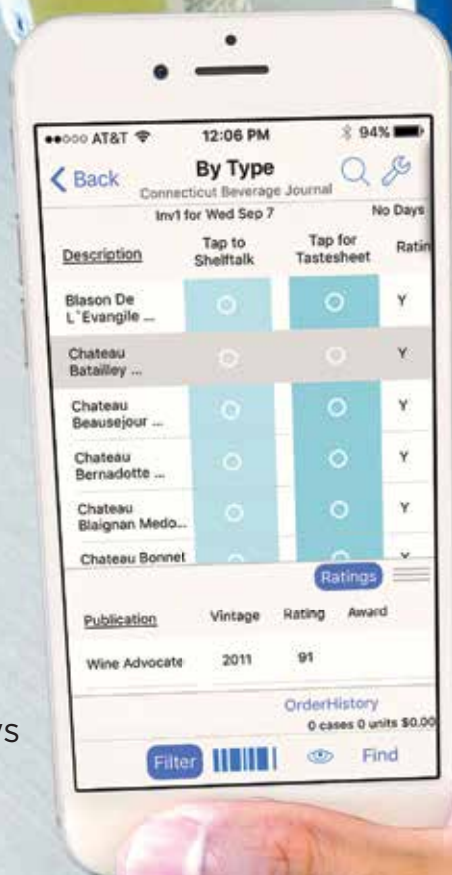 AT&T 12:06 PM 94%
Back By Type
Connecticut Beverage Journal
Inv1 for Wed Sep 7 No Days
Description Tap to Shelftalk Tap for Tastesheet Ratin
Blason De L`Evangile ... Y
Chateau Batailley ... Y
Chateau Beausejour ... Y
Chateau Bernadotte ... Y
Chateau Blaignan Medo... Y
Chateau Bonnet
Ratings
Publication Vintage Rating Award
Wine Advocate 2011 91
OrderHistory
0 cases 0 units $0.00
Filter Find